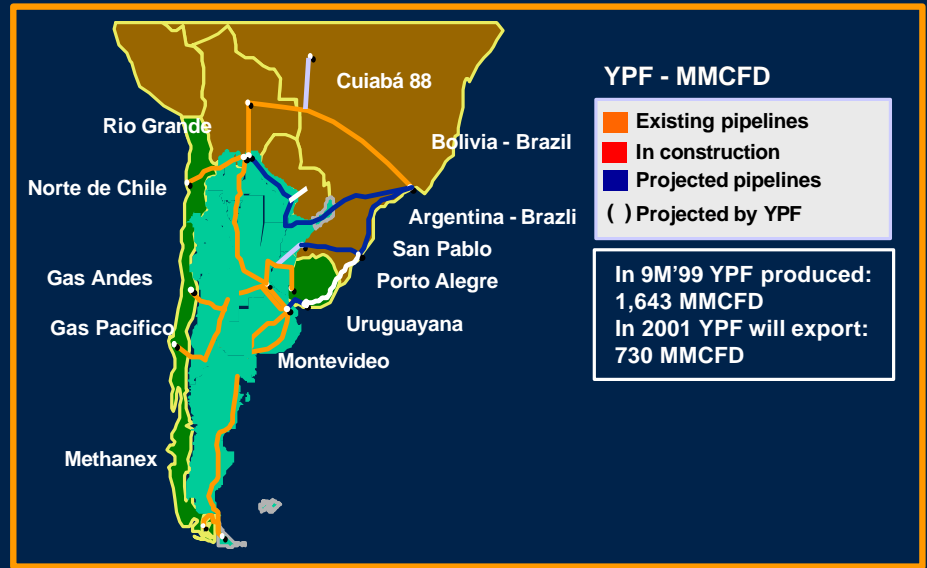 Cuiabá 88
Rio Grande
Bolivia - Brazil
Norte de Chile
Argentina - Brazli
San Pablo
Gas Andes
Porto Alegre
Gas Pacifico
Uruguayana
Montevideo
Methanex
YPF - MMCFD
Existing pipelines
In construction
Projected pipelines
( ) Projected by YPF
In 9M'99 YPF produced:
1,643 MMCFD
In 2001 YPF will export:
730 MMCFD